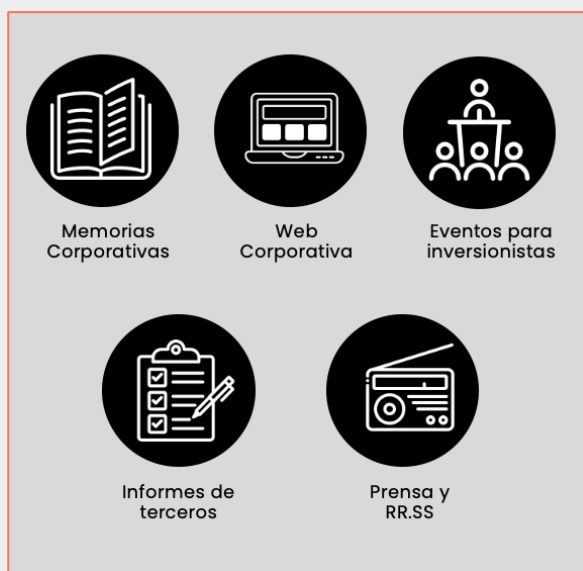 Memorias
Corporativas
Web
Corporativa
Eventos para
inversionistas
Informes de
terceros
Prensa y
RR.SS